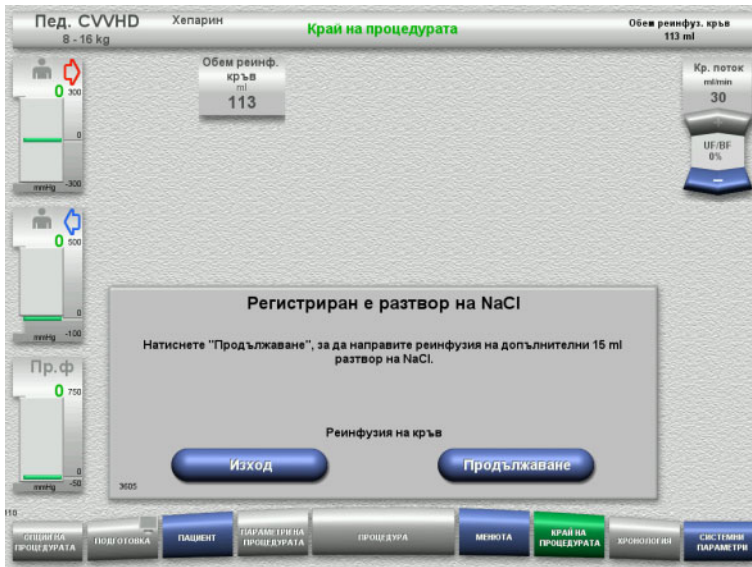 Пед. CVVHD
8 - 16 kg
Хепарин
Край на процедурата
Обем реинфуз. кръв
113 ml
Обем реинф.
кръв
ml
113
Кр. поток
ml/min
30
+
UF/BF
0%
−
0
300
0
-300
mmHg
0
500
0
-100
mmHg
Пр.ф
0
750
0
-50
mmHg
Регистриран е разтвор на NaCl
Натиснете "Продължаване", за да направите реинфузия на допълнителни 15 ml
разтвор на NaCl.
Реинфузия на кръв
Изход
Продължаване
3605
110
ОПЦИИ НА
ПРОЦЕДУРАТА
ПОДГОТОВКА
ПАЦИЕНТ
ПАРАМЕТРИ НА
ПРОЦЕДУРАТА
ПРОЦЕДУРА
МЕНЮТА
КРАЙ НА
ПРОЦЕДУРАТА
ХРОНОЛОГИЯ
СИСТЕМНИ
ПАРАМЕТРИ